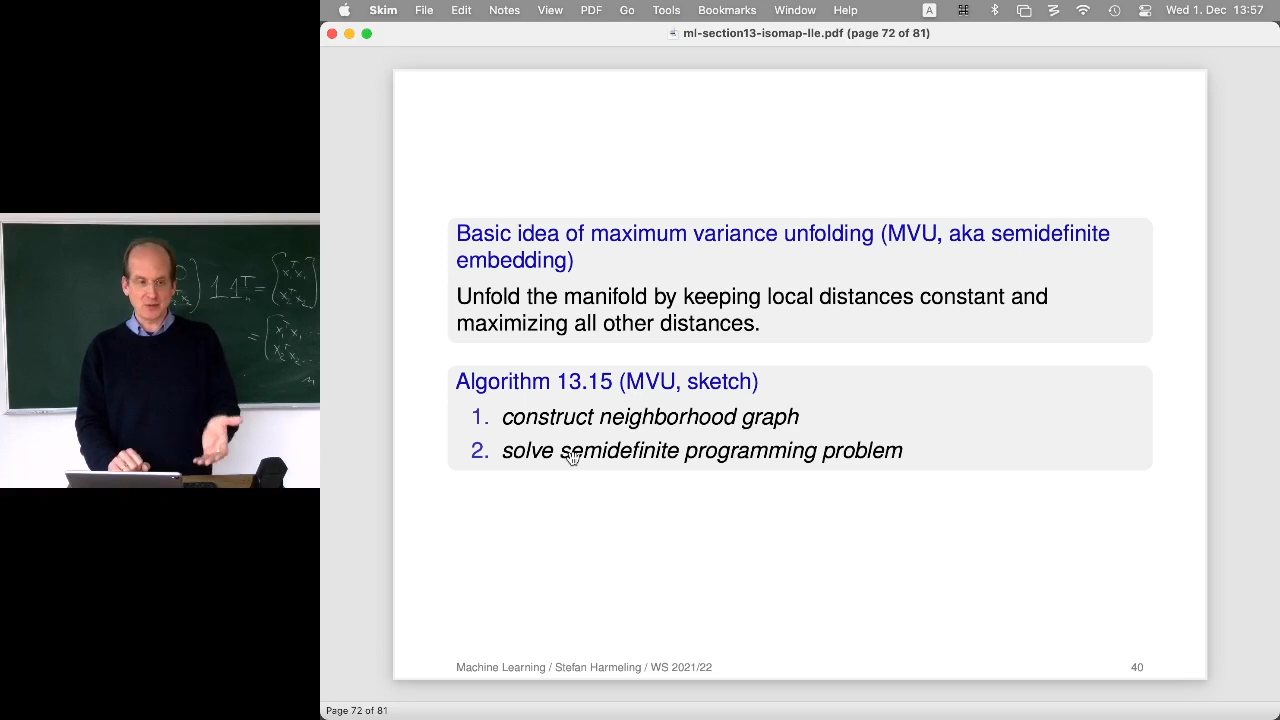 Skim File Edit Notes View PDF Go Tools Bookmarks Window Help A Wed 1. Dec 13:57
ml-section13-isomap-lle.pdf (page 72 of 81)
Basic idea of maximum variance unfolding (MVU, aka semidefinite
embedding)
Unfold the manifold by keeping local distances constant and
maximizing all other distances.
Algorithm 13.15 (MVU, sketch)
1. construct neighborhood graph
2. solve semidefinite programming problem
Machine Learning / Stefan Harmeling / WS 2021/22 40
Page 72 of 81